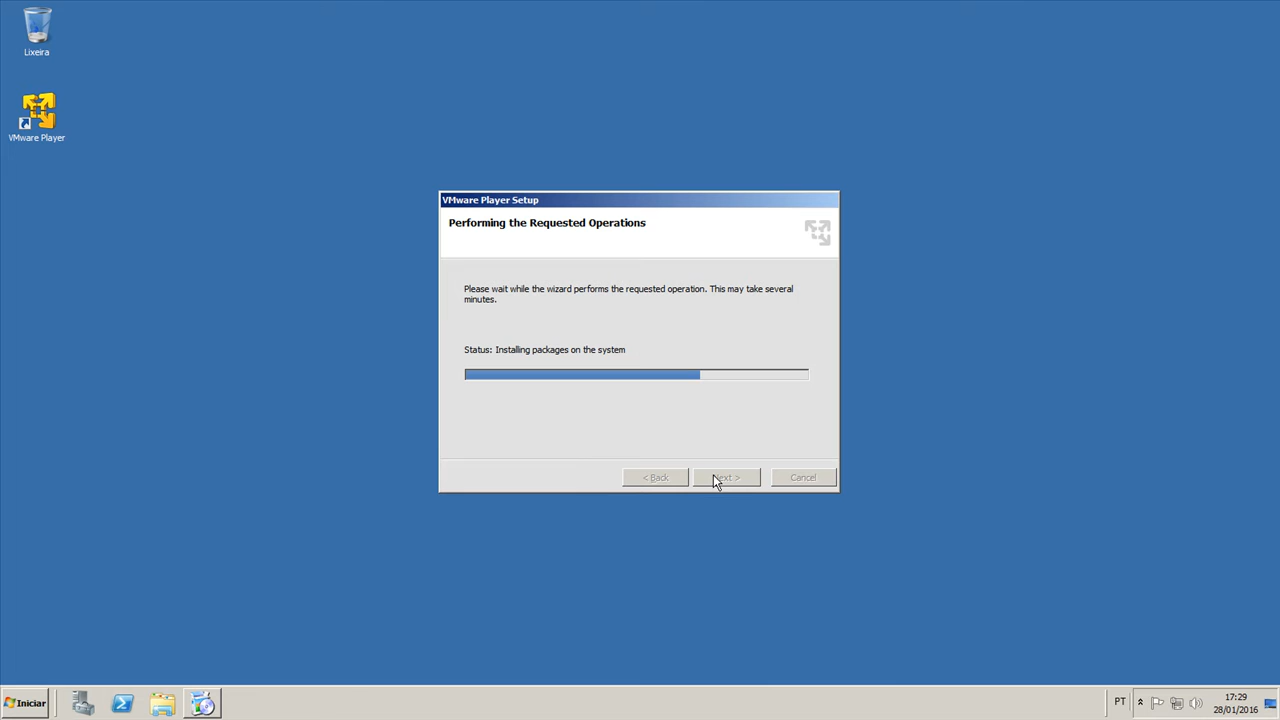 Lixeira
VMware Player
VMware Player Setup
Performing the Requested Operations
Please wait while the wizard performs the requested operation. This may take several
minutes.
Status: Installing packages on the system
< Back
Next >
Cancel
Iniciar
PT
17:29
28/01/2016